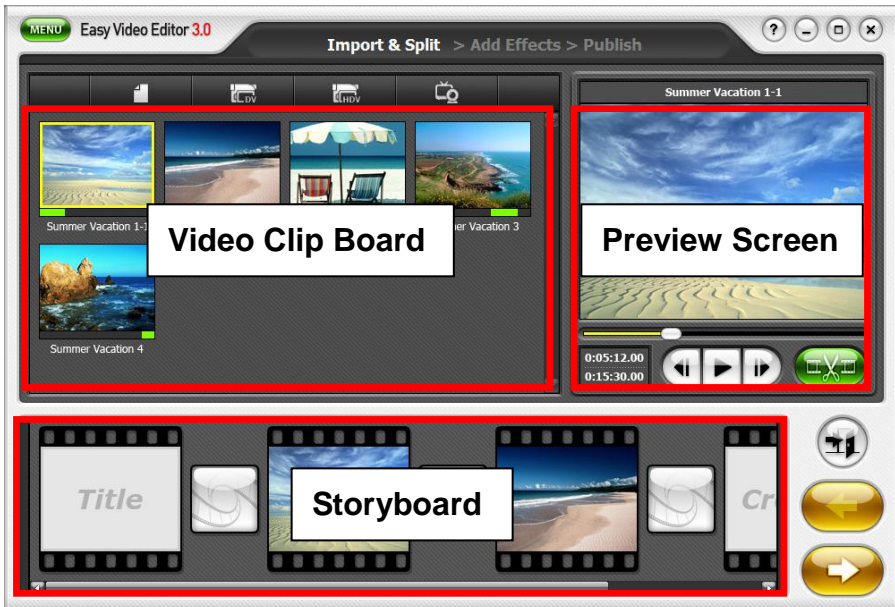 MENU Easy Video Editor 3.0
Import & Split > Add Effects > Publish
?
DV HDV
Summer Vacation 1-1
Summer Vacation 1-1
er Vacation 3
Video Clip Board
Preview Screen
Summer Vacation 4
0:05:12.00
0:15:30.00
Title
Storyboard
Cr